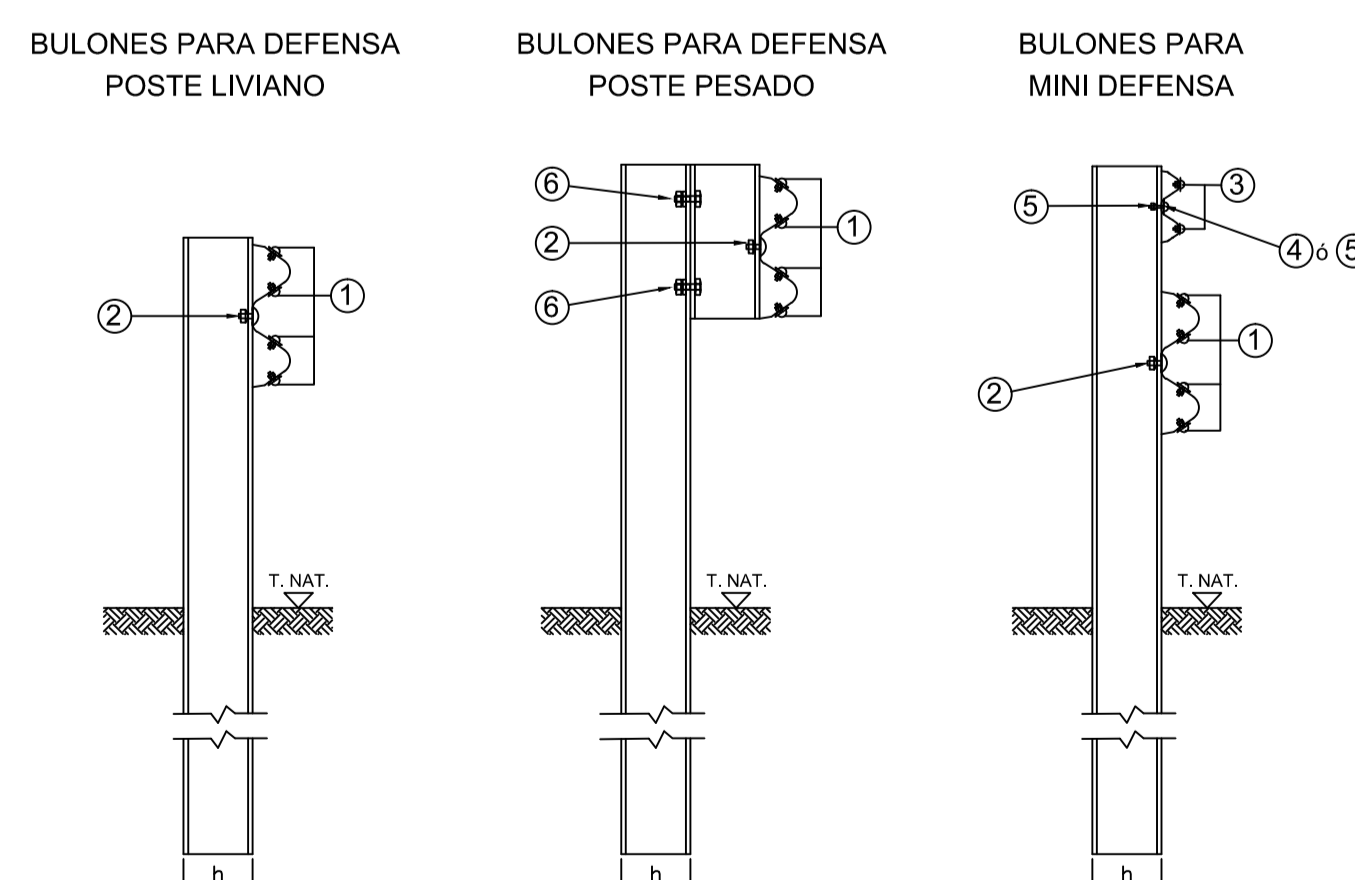 BULONES PARA DEFENSA
POSTE LIVIANO
BULONES PARA DEFENSA
POSTE PESADO
BULONES PARA
MINI DEFENSA
2
1
T. NAT.
h
6
2
6
1
T. NAT.
h
5
3
4 ó 5
1
2
T. NAT.
h